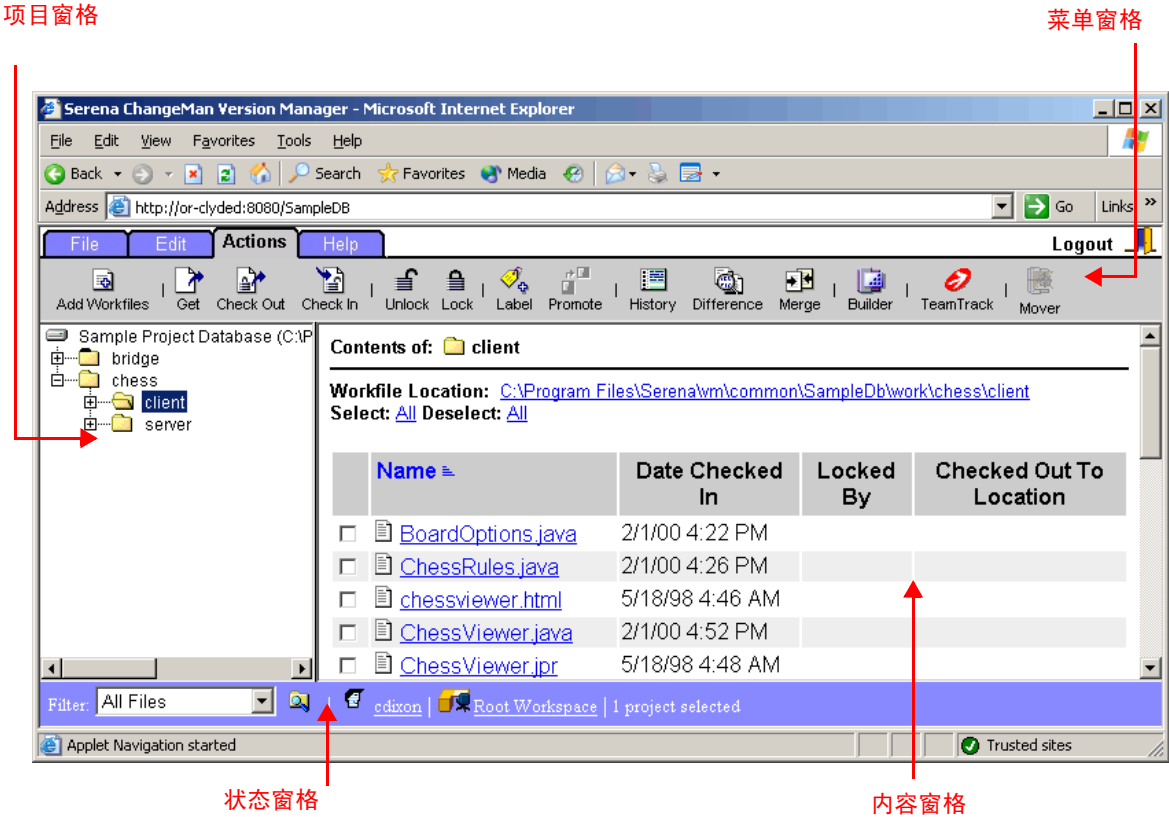 项目窗格
菜单窗格
Serena ChangeMan Version Manager - Microsoft Internet Explorer
File Edit View Favorites Tools Help
Back Search Favorites Media
Address http://or-clyded:8080/SampleDB Go Links »
File Edit Actions Help Logout
Add Workfiles | Get Check Out Check In | Unlock Lock | Label Promote | History Difference Merge | Builder | TeamTrack | Mover
Sample Project Database (C:\P
bridge
chess
client
server
Contents of: client
Workfile Location: C:\Program Files\Serena\vm\common\SampleDb\work\chess\client
Select: All Deselect: All
Name Date Checked In Locked By Checked Out To Location
BoardOptions.java 2/1/00 4:22 PM
ChessRules.java 2/1/00 4:26 PM
chessviewer.html 5/18/98 4:46 AM
ChessViewer.java 2/1/00 4:52 PM
ChessViewer.jpr 5/18/98 4:48 AM
Filter: All Files | cdixon | Root Workspace | 1 project selected
Applet Navigation started Trusted sites
状态窗格
内容窗格